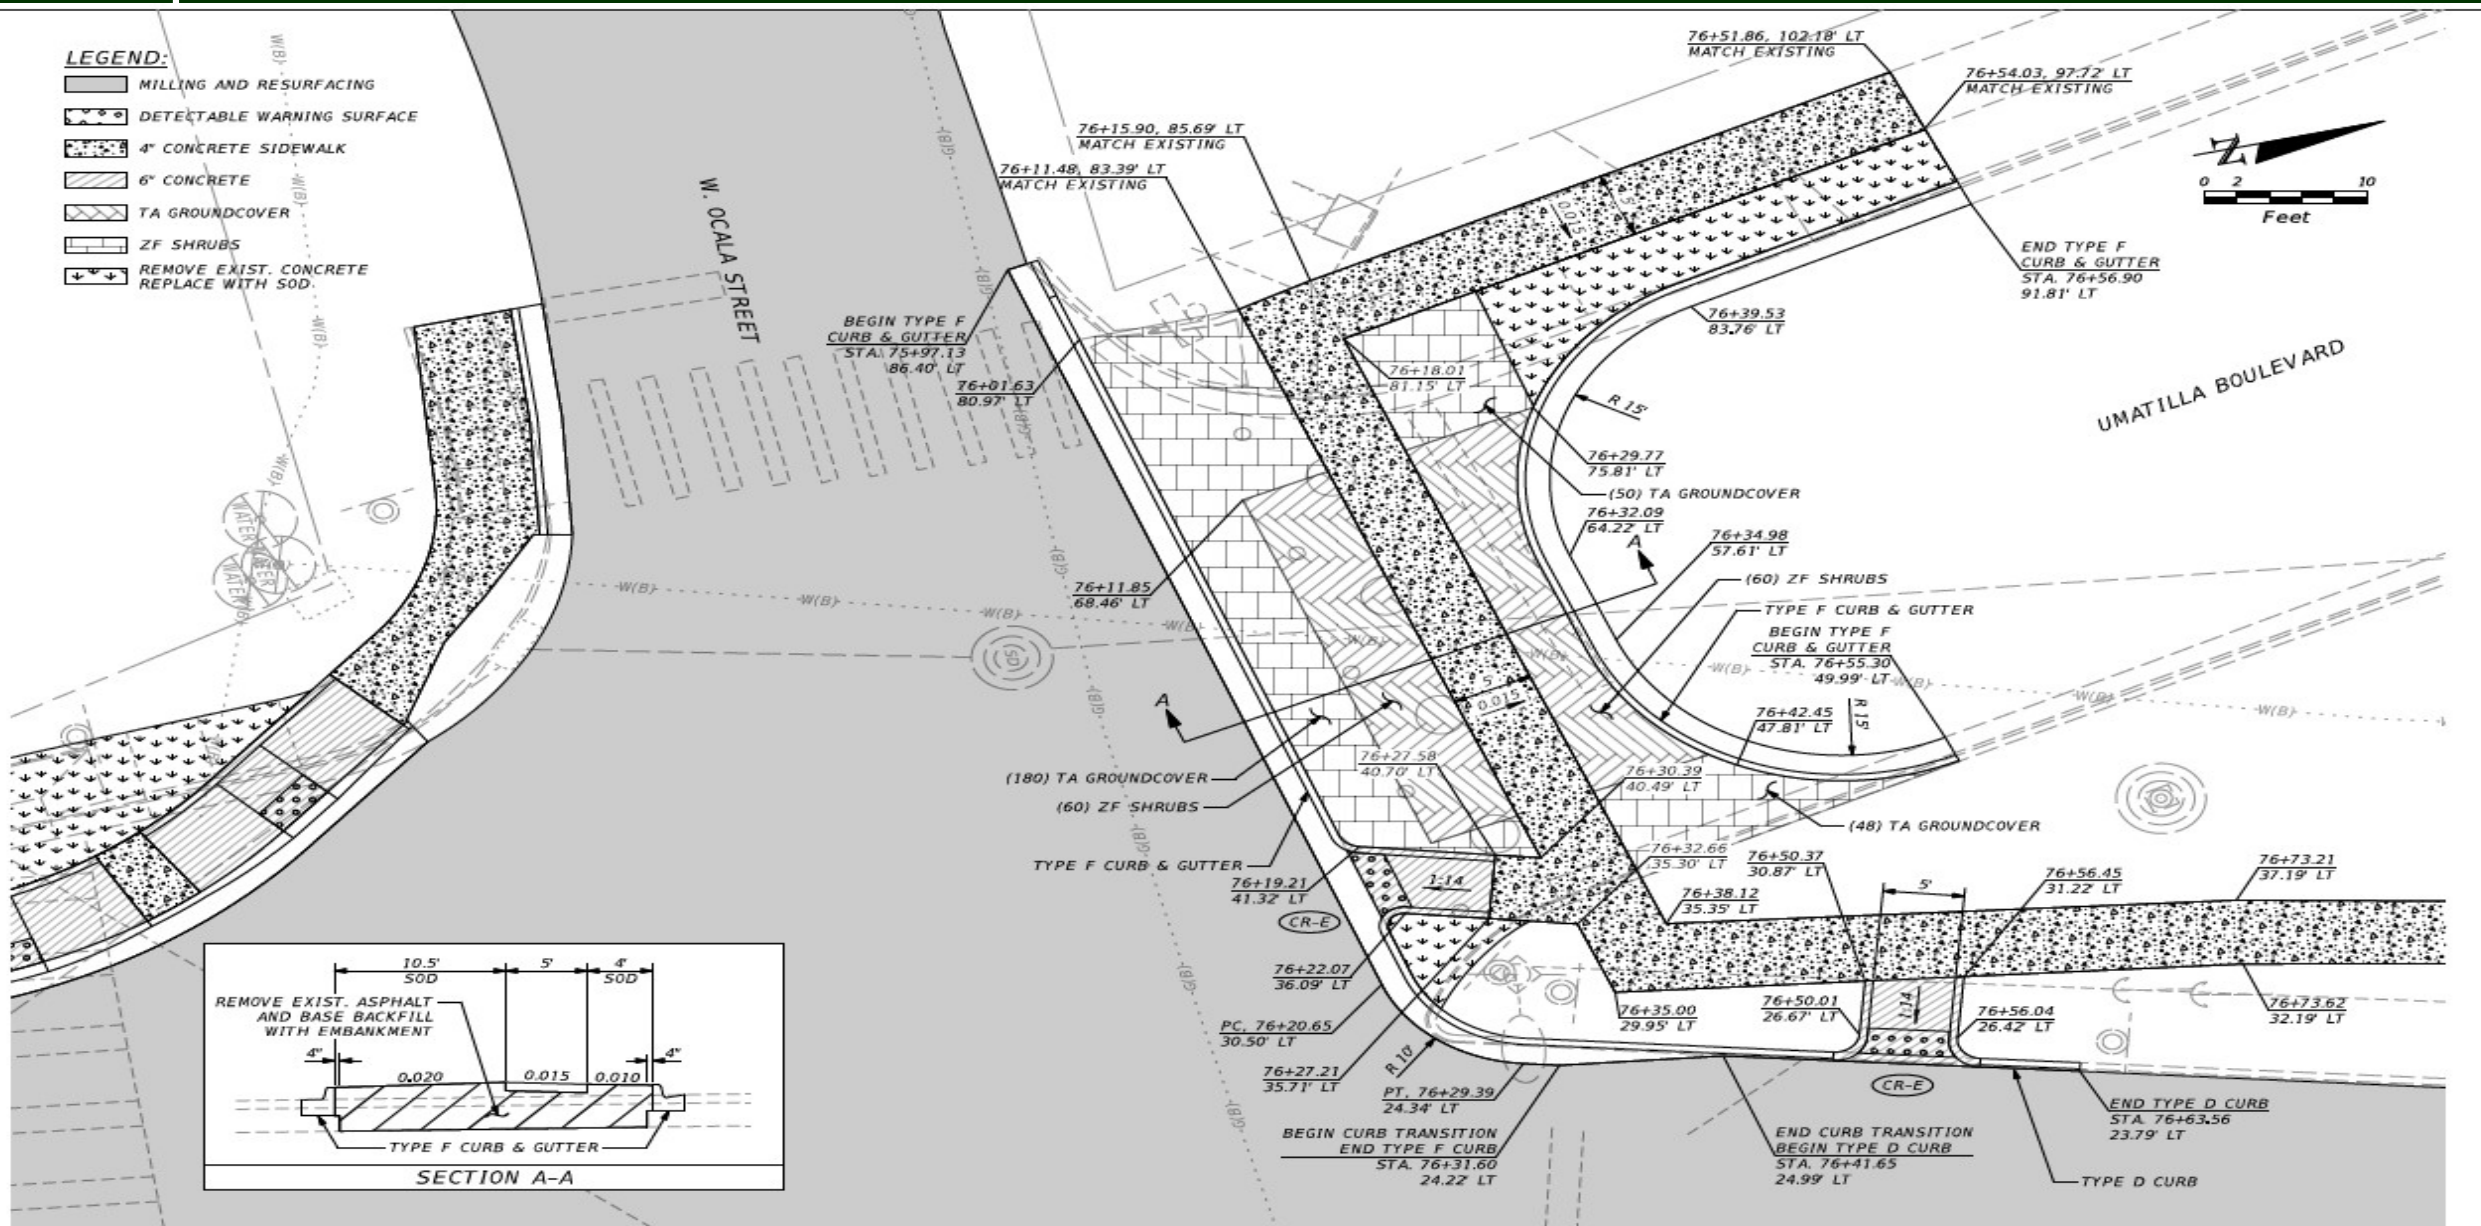 LEGEND:
MILLING AND RESURFACING
DETECTABLE WARNING SURFACE
4" CONCRETE SIDEWALK
6" CONCRETE
TA GROUNDCOVER
ZF SHRUBS
REMOVE EXIST. CONCRETE
REPLACE WITH SOD
W(B)
W(B)
W(B)
W(B)
W(B)
W. OCALA STREET
G(B)
G(B)
G(B)
G(B)
G(B)
G(B)
G(B)
G(B)
76+51.86, 102.18' LT
MATCH EXISTING
76+54.03, 97.72' LT
MATCH EXISTING
76+15.90, 85.69' LT
MATCH EXISTING
76+11.48, 83.39' LT
MATCH EXISTING
N
0 2 10
Feet
5'
0.015
END TYPE F
CURB & GUTTER
STA. 76+56.90
91.81' LT
BEGIN TYPE F
CURB & GUTTER
STA. 75+97.13
86.40' LT
76+01.63
80.97' LT
76+39.53
83.76' LT
76+18.01
81.15' LT
R 15'
UMATILLA BOULEVARD
76+29.77
75.81' LT
(50) TA GROUNDCOVER
76+32.09
64.22' LT
A
76+34.98
57.61' LT
(60) ZF SHRUBS
TYPE F CURB & GUTTER
BEGIN TYPE F
CURB & GUTTER
STA. 76+55.30
49.99' LT
76+11.85
68.46' LT
WATER
WATER
WATER
W(B)
W(B)
W(B)
W(B)
W(B)
W(B)
W(B)
W(B)
W(B)
W(B)
(SD)
A
5'
0.015
76+42.45
47.81' LT
R 15'
76+27.58
40.70' LT
76+30.39
40.49' LT
(180) TA GROUNDCOVER
(60) ZF SHRUBS
(48) TA GROUNDCOVER
TYPE F CURB & GUTTER
76+19.21
41.32' LT
CR-E
1:14
76+32.66
35.30' LT
76+50.37
30.87' LT
76+38.12
35.35' LT
5'
76+56.45
31.22' LT
76+73.21
37.19' LT
76+22.07
36.09' LT
PC, 76+20.65
30.50' LT
76+27.21
35.71' LT
R 10'
PT, 76+29.39
24.34' LT
76+35.00
29.95' LT
76+50.01
26.67' LT
1:14
76+56.04
26.42' LT
76+73.62
32.19' LT
CR-E
BEGIN CURB TRANSITION
END TYPE F CURB
STA. 76+31.60
24.22' LT
END CURB TRANSITION
BEGIN TYPE D CURB
STA. 76+41.65
24.99' LT
END TYPE D CURB
STA. 76+63.56
23.79' LT
TYPE D CURB
10.5'
SOD
5'
4'
SOD
REMOVE EXIST. ASPHALT
AND BASE BACKFILL
WITH EMBANKMENT
4"
4"
0.020
0.015
0.010
TYPE F CURB & GUTTER
SECTION A-A